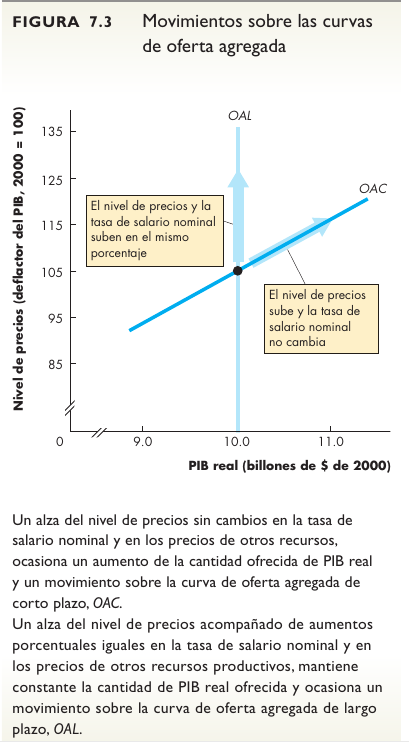 FIGURA 7.3
Movimientos sobre las curvas
de oferta agregada
Nivel de precios (deflactor del PIB, 2000 = 100)
135
125
115
105
95
85
0
9.0
10.0
11.0
PIB real (billones de $ de 2000)
OAL
OAC
El nivel de precios y la
tasa de salario nominal
suben en el mismo
porcentaje
El nivel de precios
sube y la tasa de
salario nominal
no cambia
Un alza del nivel de precios sin cambios en la tasa de
salario nominal y en los precios de otros recursos,
ocasiona un aumento de la cantidad ofrecida de PIB real
y un movimiento sobre la curva de oferta agregada de
corto plazo, OAC.
Un alza del nivel de precios acompañado de aumentos
porcentuales iguales en la tasa de salario nominal y en
los precios de otros recursos productivos, mantiene
constante la cantidad de PIB real ofrecida y ocasiona un
movimiento sobre la curva de oferta agregada de largo
plazo, OAL.